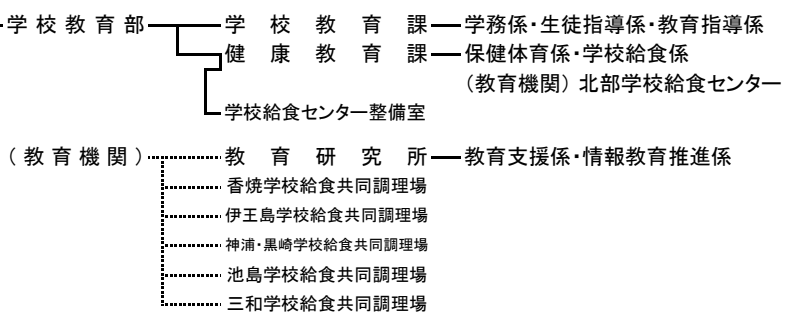 学校教育部 学校教育課 学務係・生徒指導係・教育指導係
健康教育課 保健体育係・学校給食係
(教育機関) 北部学校給食センター
学校給食センター整備室
(教育機関) 教育研究所 教育支援係・情報教育推進係
香焼学校給食共同調理場
伊王島学校給食共同調理場
神浦・黒崎学校給食共同調理場
池島学校給食共同調理場
三和学校給食共同調理場